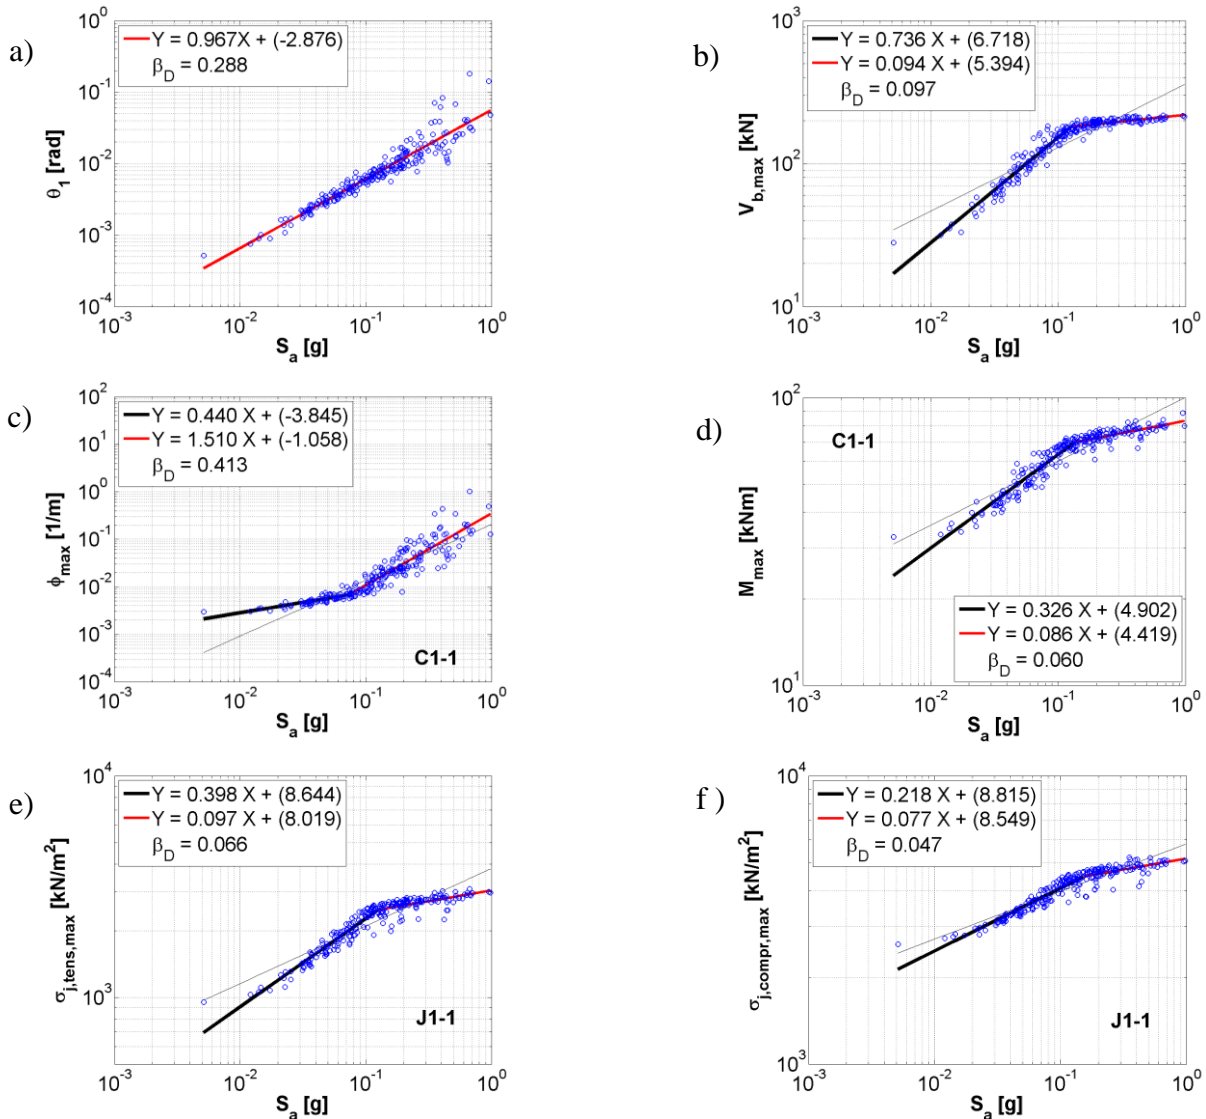 a)
10^0
10^-1
10^-2
10^-3
10^-4
θ_1 [rad]
Y = 0.967X + (-2.876)
β_D = 0.288
10^-3 10^-2 10^-1 10^0
S_a [g]
b)
10^3
10^2
10^1
V_b,max [kN]
Y = 0.736 X + (6.718)
Y = 0.094 X + (5.394)
β_D = 0.097
10^-3 10^-2 10^-1 10^0
S_a [g]
c)
10^2
10^1
10^0
10^-1
10^-2
10^-3
10^-4
ϕ_max [1/m]
Y = 0.440 X + (-3.845)
Y = 1.510 X + (-1.058)
β_D = 0.413
C1-1
10^-3 10^-2 10^-1 10^0
S_a [g]
d)
10^2
10^1
M_max [kNm]
C1-1
Y = 0.326 X + (4.902)
Y = 0.086 X + (4.419)
β_D = 0.060
10^-3 10^-2 10^-1 10^0
S_a [g]
e)
10^4
10^3
σ_j,tens,max [kN/m^2]
Y = 0.398 X + (8.644)
Y = 0.097 X + (8.019)
β_D = 0.066
J1-1
10^-3 10^-2 10^-1 10^0
S_a [g]
f )
10^4
10^3
σ_j,compr,max [kN/m^2]
Y = 0.218 X + (8.815)
Y = 0.077 X + (8.549)
β_D = 0.047
J1-1
10^-3 10^-2 10^-1 10^0
S_a [g]